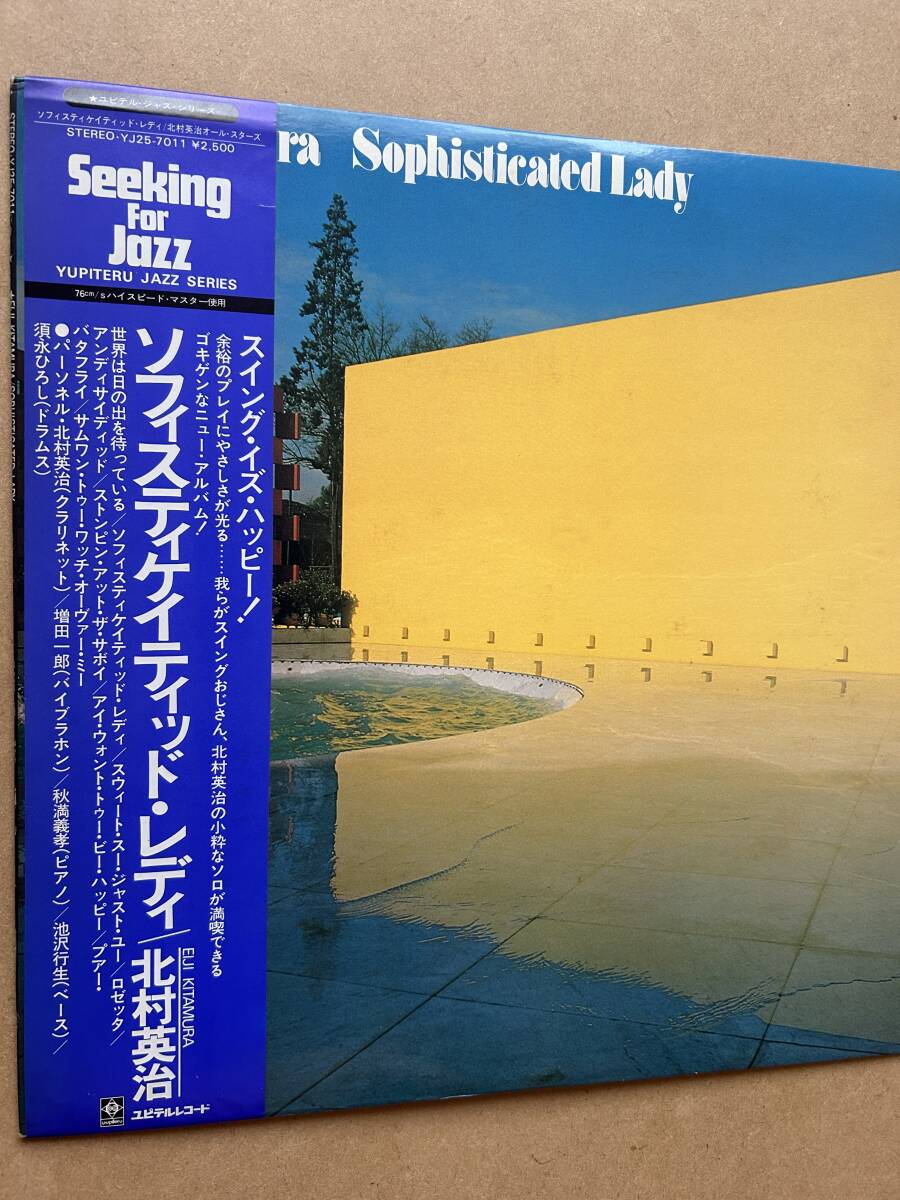 ★ユピテル・ジャズ・シリーズ
ソフィスティケイティッド・レディ/北村英治オール・スターズ
STEREO・YJ25-7011 ¥2,500
Seeking
For
Jazz
YUPITERU JAZZ SERIES
76cm/sハイスピード・マスター使用
スイング・イズ・ハッピー!
余裕のプレイにやさしさが光る……我らがスイングおじさん、北村英治の小粋なソロが満喫できる
ゴキゲンなニュー・アルバム!
ソフィスティケイティッド・レディ/北村英治
EIJI KITAMURA
世界は日の出を待っている/ソフィスティケイティッド・レディ/スウィート・スー・ジャスト・ユー/ロゼッタ/
アンディサイディッド/ストンピン・アット・ザ・サボイ/アイ・ウォント・トゥー・ビー・ハッピー/プアー・
バタフライ/サムワン・トゥー・ワッチ・オーヴァー・ミー
●パーソネル・北村英治(クラリネット)/増田一郎(バイブラホン)/秋満義孝(ピアノ)/池沢行生(ベース)/
須永ひろし(ドラムス)
yupiteru
ユピテルレコード
ra Sophisticated Lady
STEREO YJ25-7011